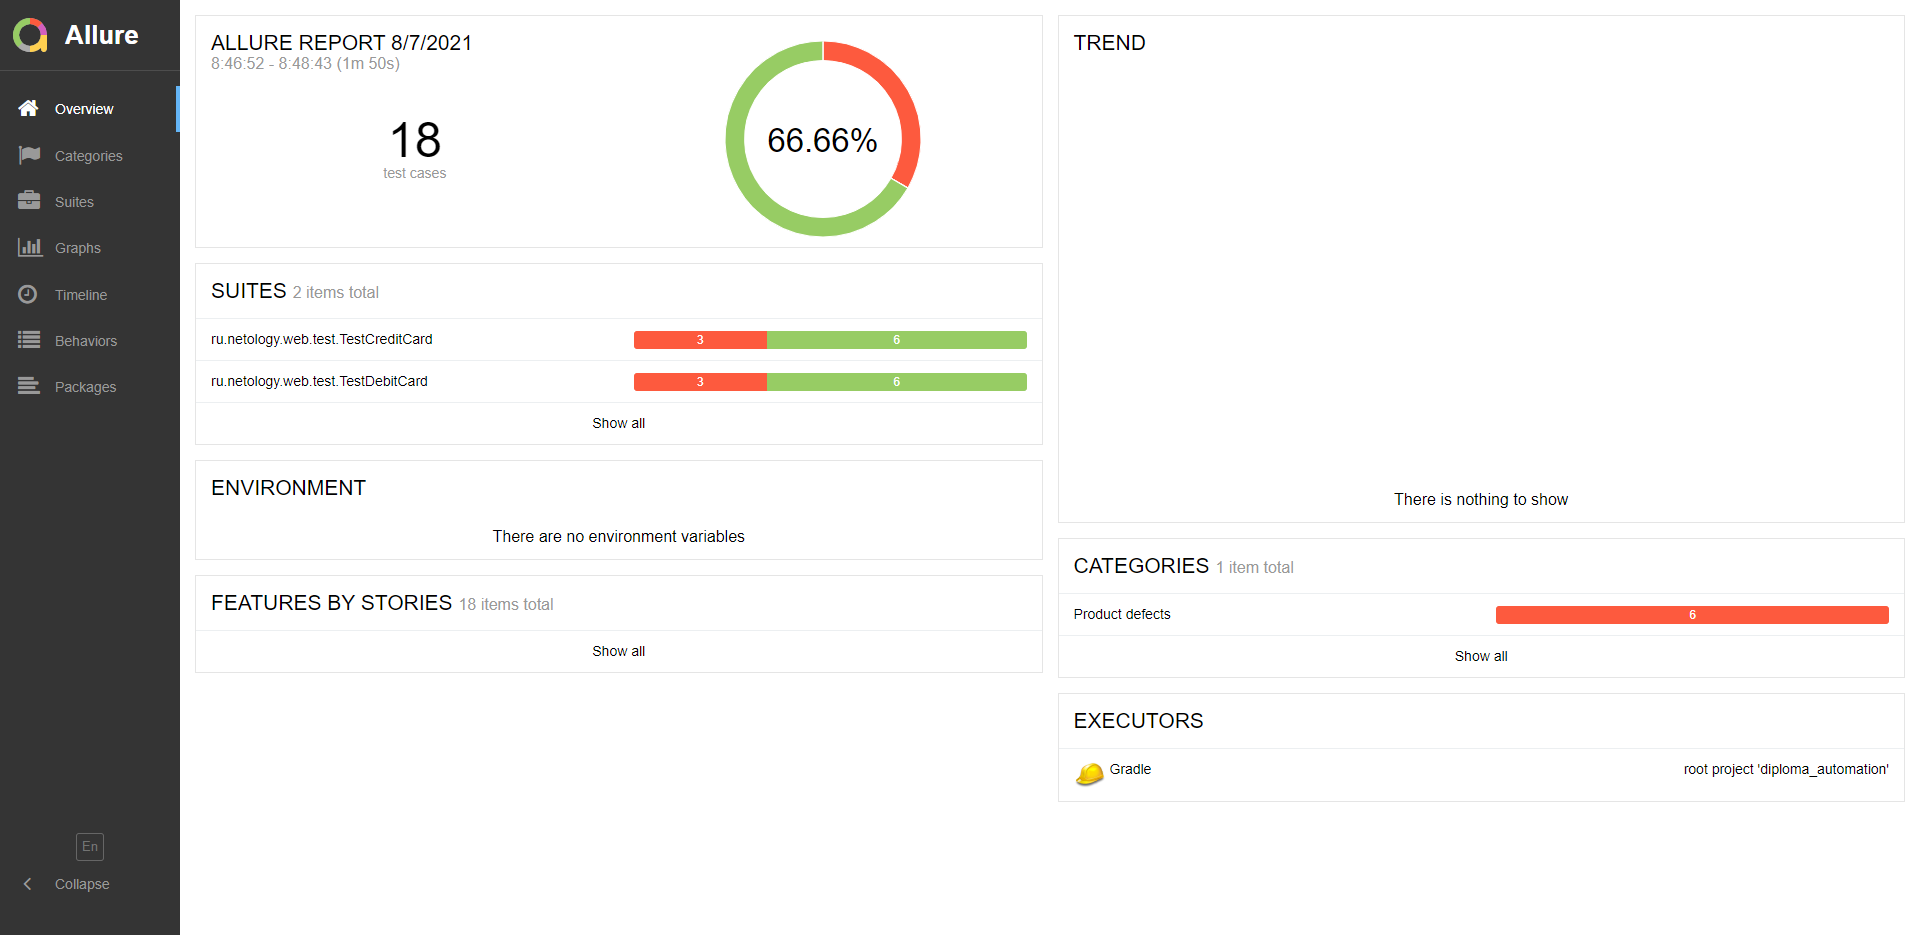 Allure
Overview
Categories
Suites
Graphs
Timeline
Behaviors
Packages
En
Collapse
ALLURE REPORT 8/7/2021
8:46:52 - 8:48:43 (1m 50s)
18
test cases
66.66%
SUITES 2 items total
ru.netology.web.test.TestCreditCard 3 6
ru.netology.web.test.TestDebitCard 3 6
Show all
ENVIRONMENT
There are no environment variables
FEATURES BY STORIES 18 items total
Show all
TREND
There is nothing to show
CATEGORIES 1 item total
Product defects 6
Show all
EXECUTORS
Gradle root project 'diploma_automation'